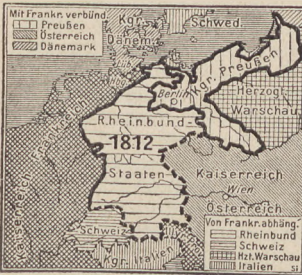 Mit Frankr. verbünd.
Preußen
Österreich
Dänemark
Kgr.
Dänem.
Schwed.
Kgr. Preußen
Berlin
Herzogt.
Warschau
Rheinbund-
1812
Staaten
Kaiserreich Frankreich
Kaiserreich
Wien
Österreich
Schweiz
Kgr. Italien
Von Frankr. abhäng.
Rheinbund
Schweiz
Hzt. Warschau
Italien